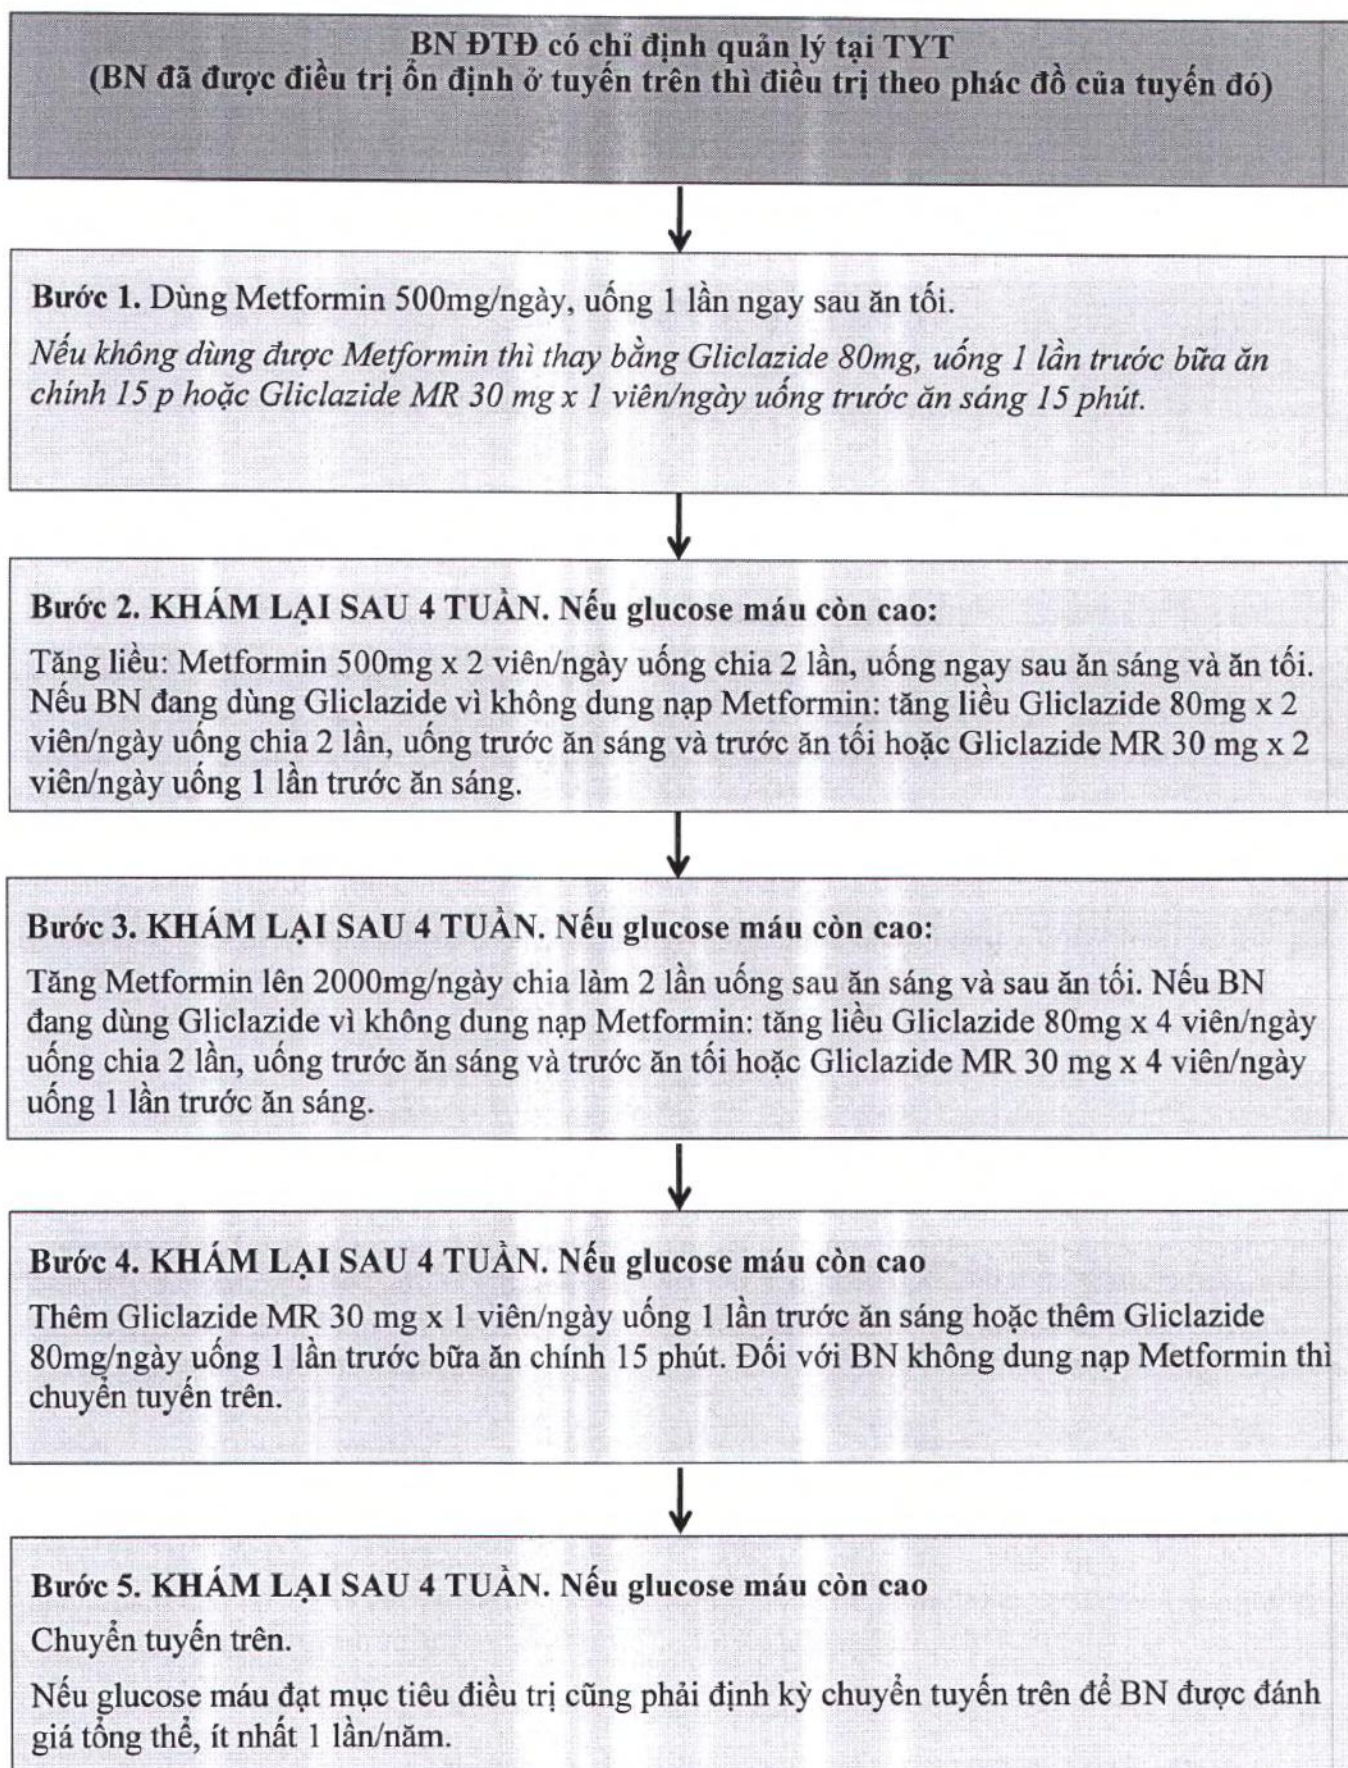 BN ĐTĐ có chỉ định quản lý tại TYT
(BN đã được điều trị ổn định ở tuyến trên thì điều trị theo phác đồ của tuyến đó)
Bước 1. Dùng Metformin 500mg/ngày, uống 1 lần ngay sau ăn tối.
Nếu không dùng được Metformin thì thay bằng Gliclazide 80mg, uống 1 lần trước bữa ăn
chính 15 p hoặc Gliclazide MR 30 mg x 1 viên/ngày uống trước ăn sáng 15 phút.
Bước 2. KHÁM LẠI SAU 4 TUẦN. Nếu glucose máu còn cao:
Tăng liều: Metformin 500mg x 2 viên/ngày uống chia 2 lần, uống ngay sau ăn sáng và ăn tối.
Nếu BN đang dùng Gliclazide vì không dung nạp Metformin: tăng liều Gliclazide 80mg x 2
viên/ngày uống chia 2 lần, uống trước ăn sáng và trước ăn tối hoặc Gliclazide MR 30 mg x 2
viên/ngày uống 1 lần trước ăn sáng.
Bước 3. KHÁM LẠI SAU 4 TUẦN. Nếu glucose máu còn cao:
Tăng Metformin lên 2000mg/ngày chia làm 2 lần uống sau ăn sáng và sau ăn tối. Nếu BN
đang dùng Gliclazide vì không dung nạp Metformin: tăng liều Gliclazide 80mg x 4 viên/ngày
uống chia 2 lần, uống trước ăn sáng và trước ăn tối hoặc Gliclazide MR 30 mg x 4 viên/ngày
uống 1 lần trước ăn sáng.
Bước 4. KHÁM LẠI SAU 4 TUẦN. Nếu glucose máu còn cao
Thêm Gliclazide MR 30 mg x 1 viên/ngày uống 1 lần trước ăn sáng hoặc thêm Gliclazide
80mg/ngày uống 1 lần trước bữa ăn chính 15 phút. Đối với BN không dung nạp Metformin thì
chuyển tuyến trên.
Bước 5. KHÁM LẠI SAU 4 TUẦN. Nếu glucose máu còn cao
Chuyển tuyến trên.
Nếu glucose máu đạt mục tiêu điều trị cũng phải định kỳ chuyển tuyến trên để BN được đánh
giá tổng thể, ít nhất 1 lần/năm.